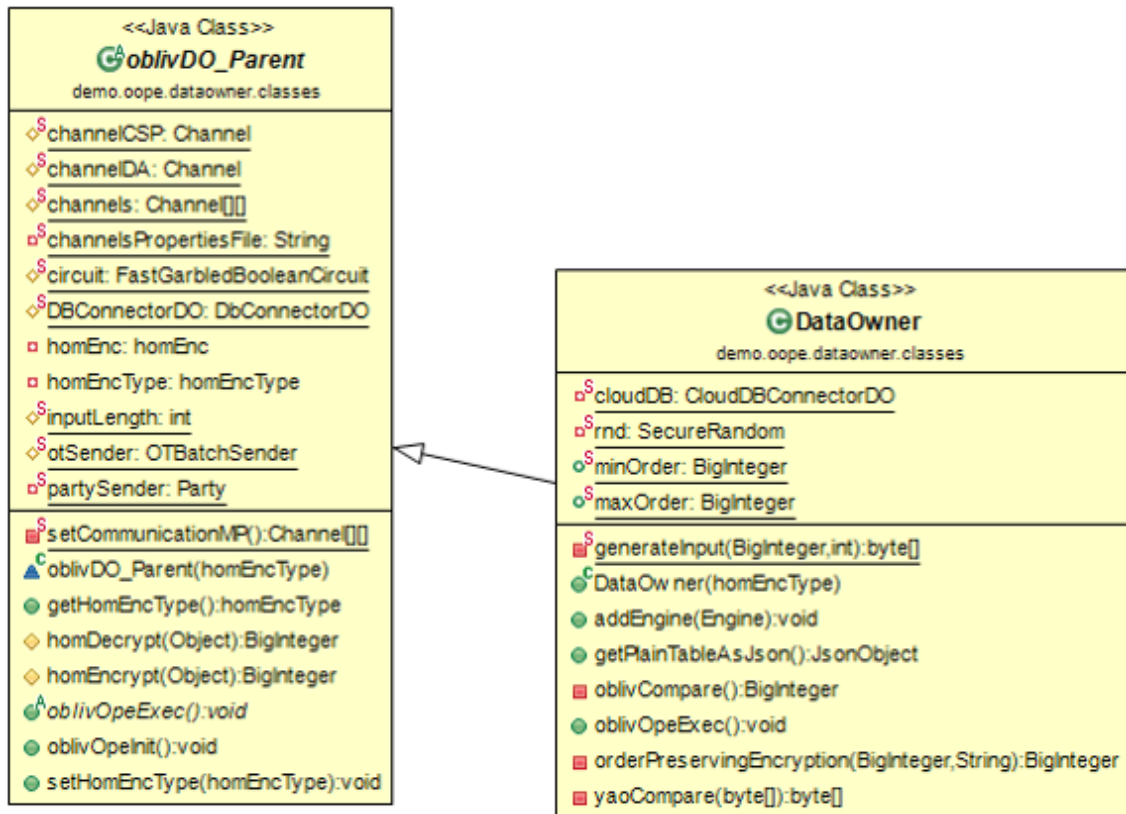 <<Java Class>>
oblivDO_Parent
demo.oope.dataowner.classes
channelCSP: Channel
channelDA: Channel
channels: Channel[][]
channelsPropertiesFile: String
circuit: FastGarbledBooleanCircuit
DBConnectorDO: DbConnectorDO
homEnc: homEnc
homEncType: homEncType
inputLength: int
otSender: OTBatchSender
partySender: Party
setCommunicationMP():Channel[][]
oblivDO_Parent(homEncType)
getHomEncType():homEncType
homDecrypt(Object):BigInteger
homEncrypt(Object):BigInteger
oblivOpeExec():void
oblivOpeInit():void
setHomEncType(homEncType):void
<<Java Class>>
DataOwner
demo.oope.dataowner.classes
cloudDB: CloudDBConnectorDO
rnd: SecureRandom
minOrder: BigInteger
maxOrder: BigInteger
generateInput(BigInteger,int):byte[]
DataOwner(homEncType)
addEngine(Engine):void
getPlainTableAsJson():JsonObject
oblivCompare():BigInteger
oblivOpeExec():void
orderPreservingEncryption(BigInteger,String):BigInteger
yaoCompare(byte[]):byte[]